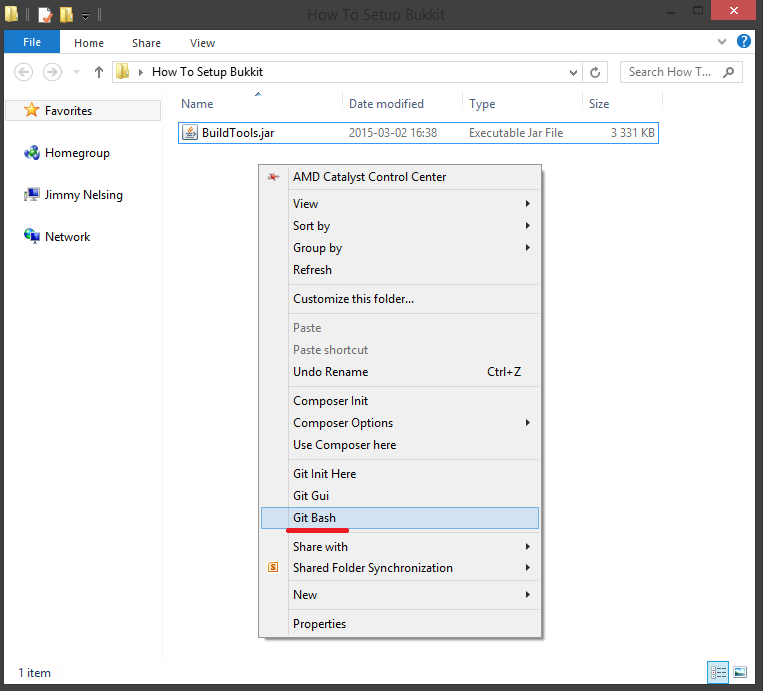 How To Setup Bukkit
File Home Share View
How To Setup Bukkit Search How T...
Name Date modified Type Size
Favorites
BuildTools.jar 2015-03-02 16:38 Executable Jar File 3 331 KB
Homegroup
Jimmy Nelsing
Network
AMD Catalyst Control Center
View
Sort by
Group by
Refresh
Customize this folder...
Paste
Paste shortcut
Undo Rename Ctrl+Z
Composer Init
Composer Options
Use Composer here
Git Init Here
Git Gui
Git Bash
Share with
S Shared Folder Synchronization
New
Properties
1 item